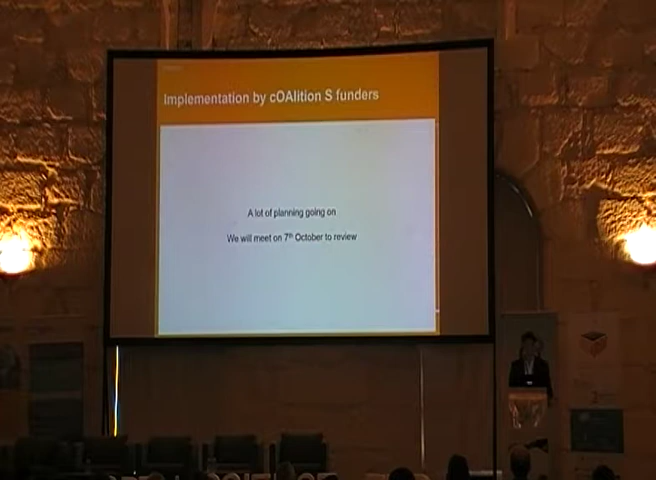 Implementation by cOAlition S funders
A lot of planning going on
We will meet on 7th October to review